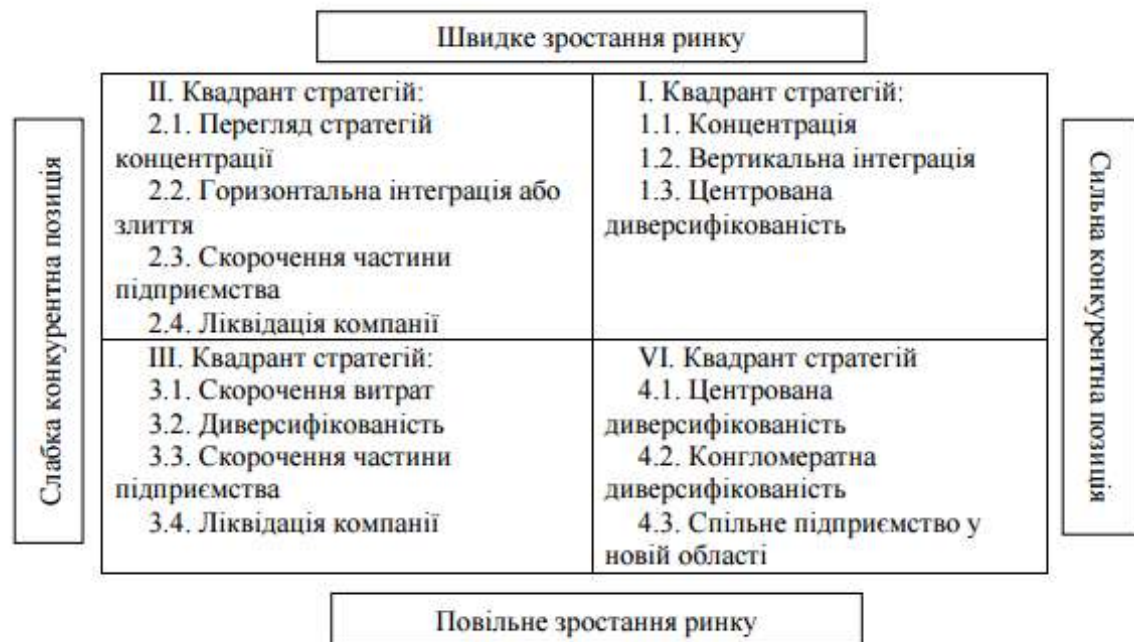 Швидке зростання ринку
Слабка конкурентна позиція
II. Квадрант стратегій:
2.1. Перегляд стратегій
концентрації
2.2. Горизонтальна інтеграція або
злиття
2.3. Скорочення частини
підприємства
2.4. Ліквідація компанії
I. Квадрант стратегій:
1.1. Концентрація
1.2. Вертикальна інтеграція
1.3. Центрована
диверсифікованість
III. Квадрант стратегій:
3.1. Скорочення витрат
3.2. Диверсифікованість
3.3. Скорочення частини
підприємства
3.4. Ліквідація компанії
VI. Квадрант стратегій
4.1. Центрована
диверсифікованість
4.2. Конгломератна
диверсифікованість
4.3. Спільне підприємство у
новій області
Сильна конкурентна позиція
Повільне зростання ринку